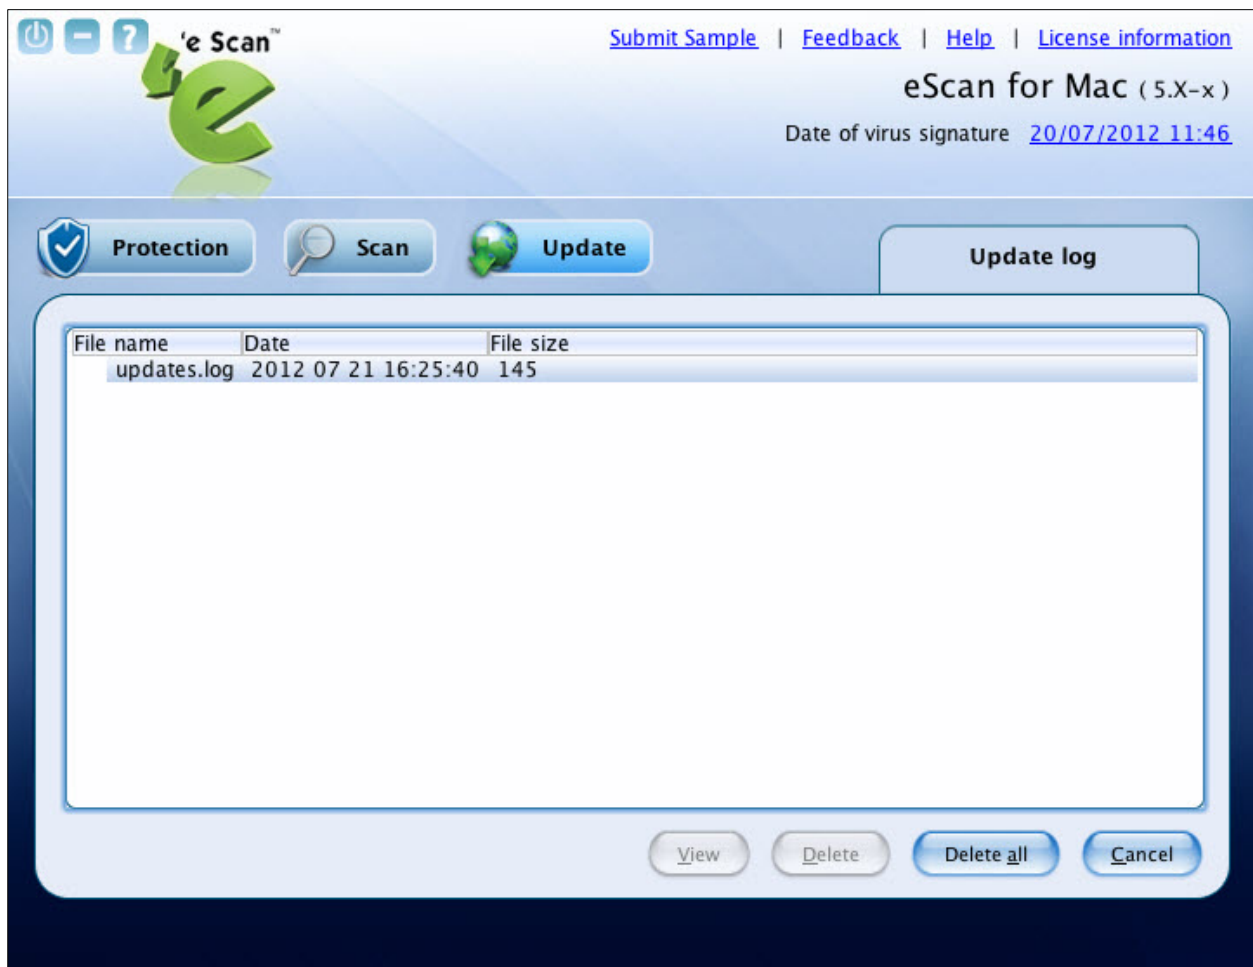 'e Scan™
Submit Sample | Feedback | Help | License information
eScan for Mac ( 5.X-x )
Date of virus signature 20/07/2012 11:46
Protection Scan Update Update log
File name Date File size
updates.log 2012 07 21 16:25:40 145
View Delete Delete all Cancel